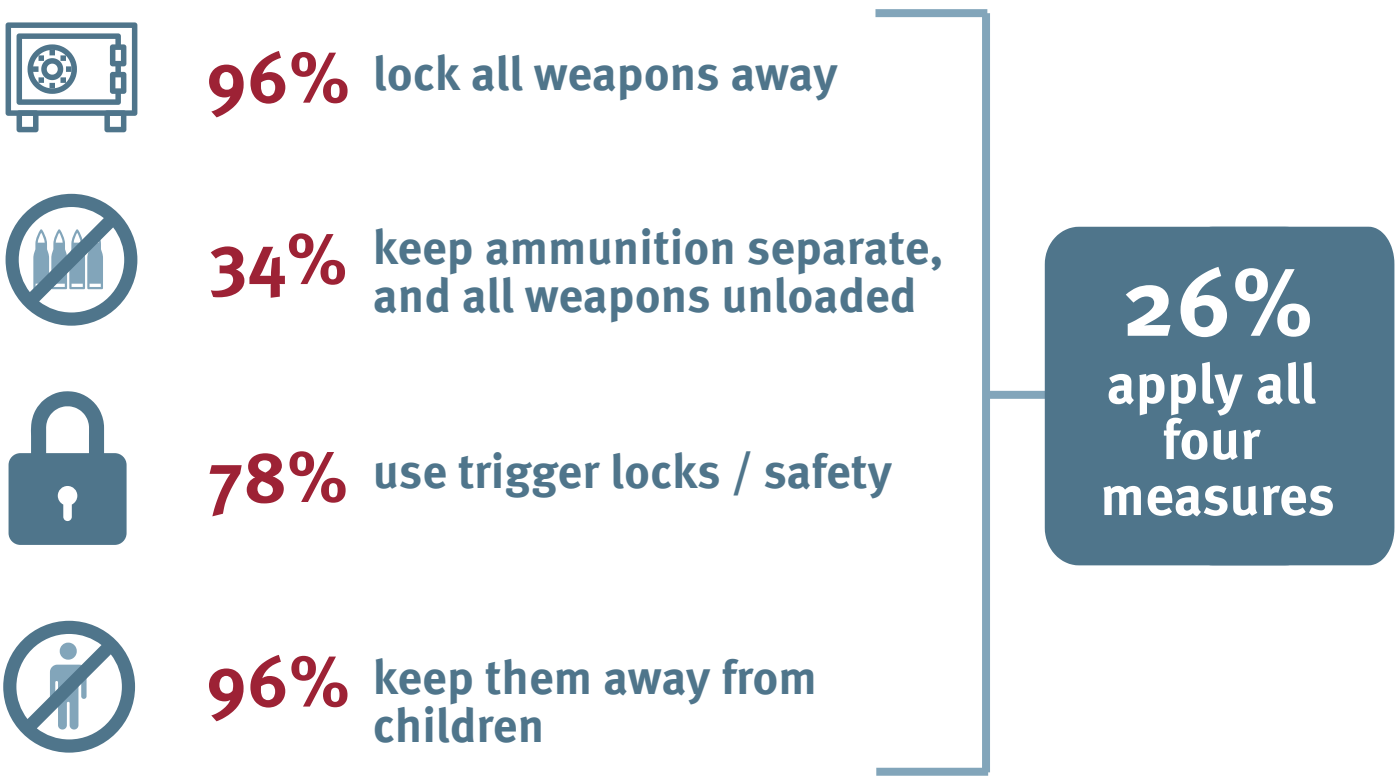 96% lock all weapons away
34% keep ammunition separate,
and all weapons unloaded
78% use trigger locks / safety
96% keep them away from
children
26%
apply all
four
measures